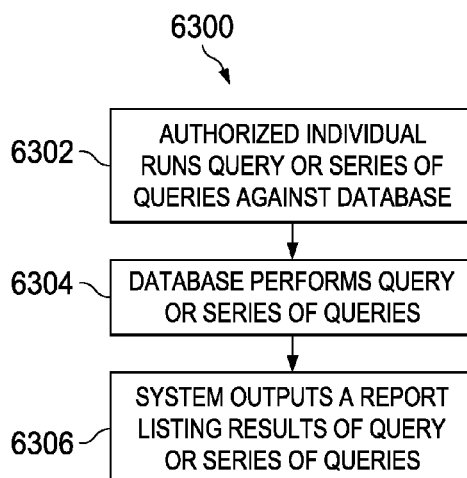 6300
6302
AUTHORIZED INDIVIDUAL
RUNS QUERY OR SERIES OF
QUERIES AGAINST DATABASE
6304
DATABASE PERFORMS QUERY
OR SERIES OF QUERIES
6306
SYSTEM OUTPUTS A REPORT
LISTING RESULTS OF QUERY
OR SERIES OF QUERIES